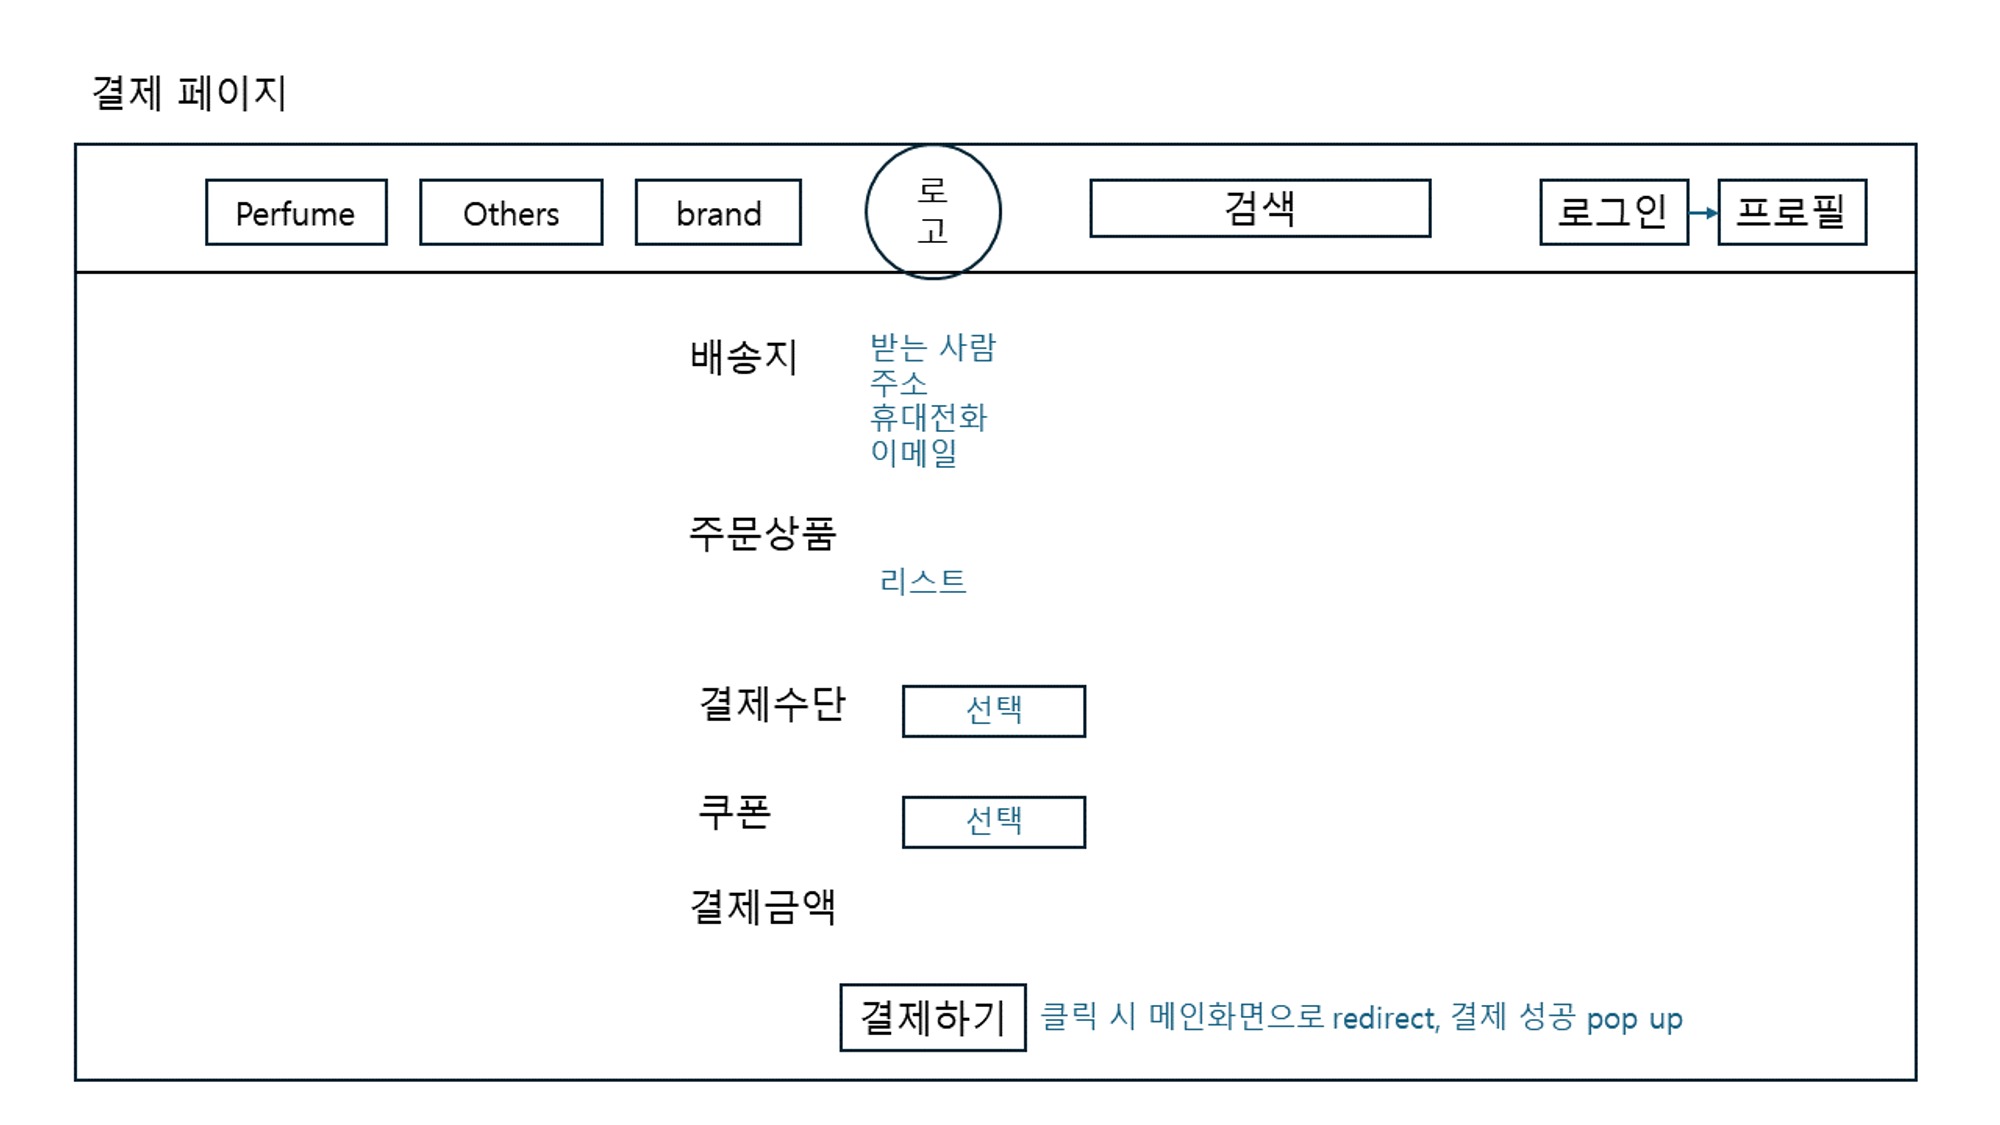 결제 페이지
Perfume
Others
brand
로
고
검색
로그인
프로필
배송지
받는 사람
주소
휴대전화
이메일
주문상품
리스트
결제수단
선택
쿠폰
선택
결제금액
결제하기
클릭 시 메인화면으로 redirect, 결제 성공 pop up